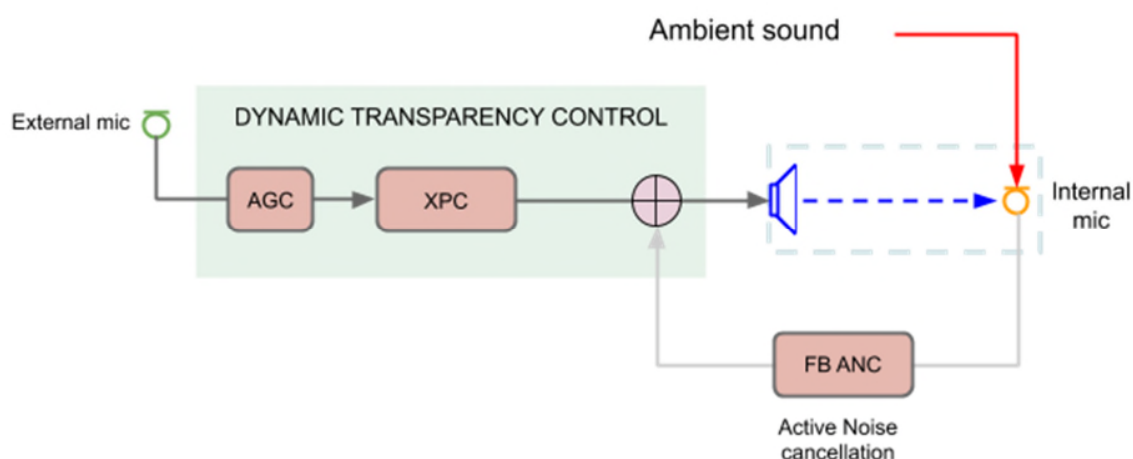 Ambient sound
External mic
DYNAMIC TRANSPARENCY CONTROL
AGC
XPC
Internal
mic
FB ANC
Active Noise
cancellation